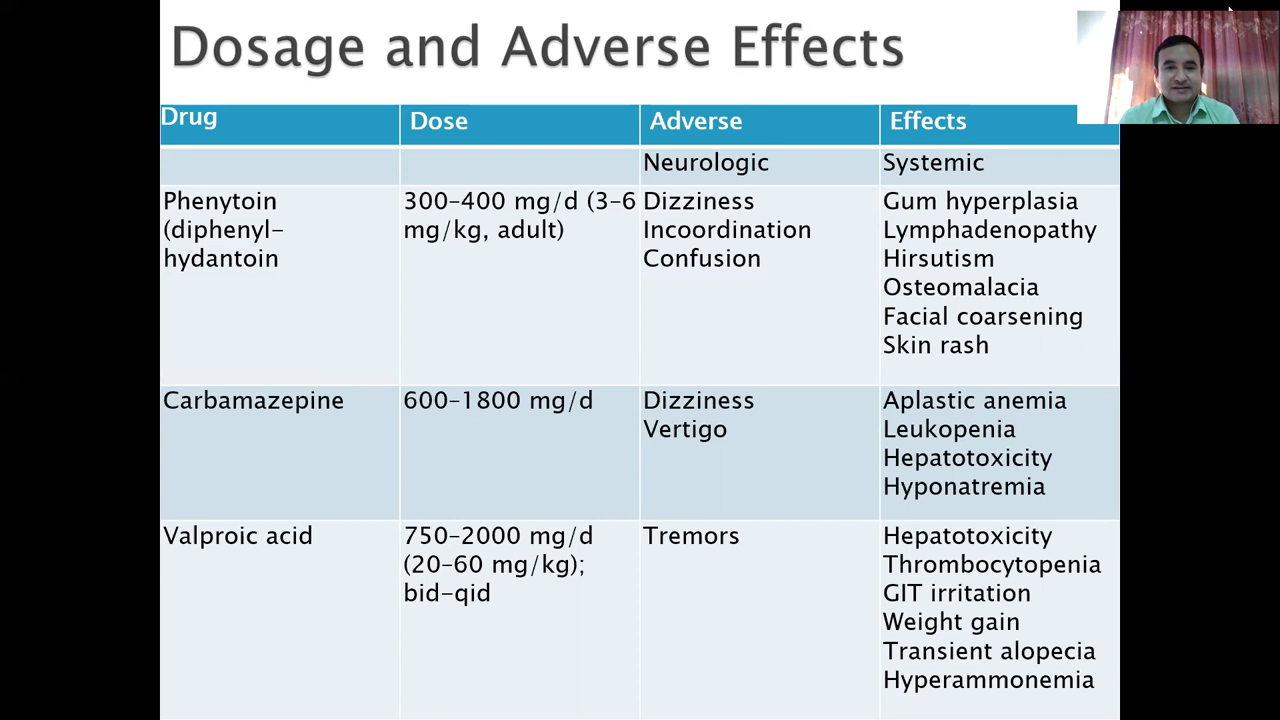 Dosage and Adverse Effects
Drug
Dose
Adverse
Effects
Neurologic
Systemic
Phenytoin
(diphenyl-
hydantoin
300-400 mg/d (3-6
mg/kg, adult)
Dizziness
Incoordination
Confusion
Gum hyperplasia
Lymphadenopathy
Hirsutism
Osteomalacia
Facial coarsening
Skin rash
Carbamazepine
600-1800 mg/d
Dizziness
Vertigo
Aplastic anemia
Leukopenia
Hepatotoxicity
Hyponatremia
Valproic acid
750-2000 mg/d
(20-60 mg/kg);
bid-qid
Tremors
Hepatotoxicity
Thrombocytopenia
GIT irritation
Weight gain
Transient alopecia
Hyperammonemia